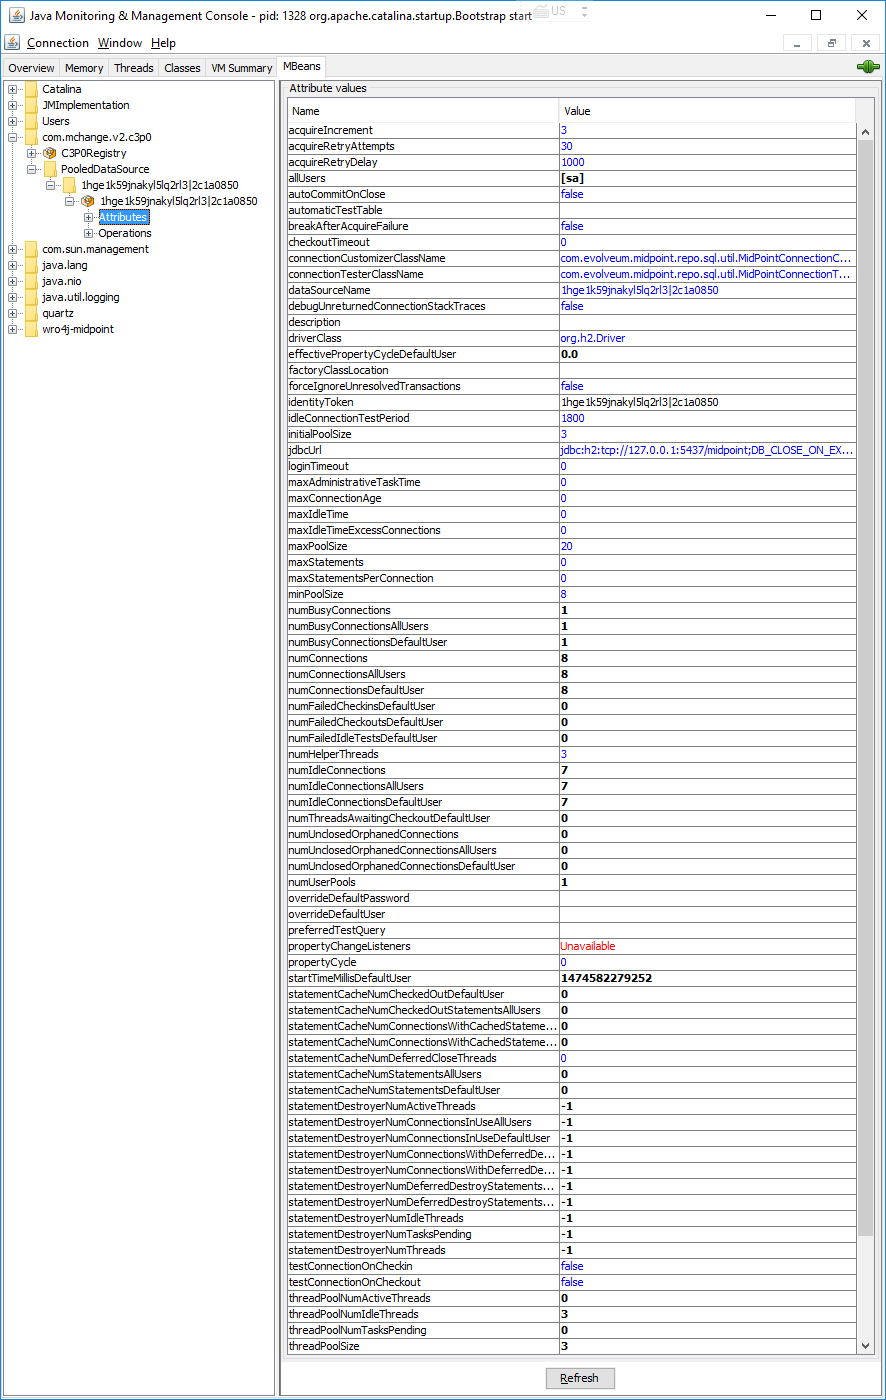 Java Monitoring & Management Console - pid: 1328 org.apache.catalina.startup.Bootstrap start
US
Connection Window Help
Overview Memory Threads Classes VM Summary MBeans
Catalina
JMImplementation
Users
com.mchange.v2.c3p0
C3P0Registry
PooledDataSource
1hge1k59jnakyl5lq2rl3|2c1a0850
1hge1k59jnakyl5lq2rl3|2c1a0850
Attributes
Operations
com.sun.management
java.lang
java.nio
java.util.logging
quartz
wro4j-midpoint
Attribute values
Name Value
acquireIncrement 3
acquireRetryAttempts 30
acquireRetryDelay 1000
allUsers [sa]
autoCommitOnClose false
automaticTestTable
breakAfterAcquireFailure false
checkoutTimeout 0
connectionCustomizerClassName com.evolveum.midpoint.repo.sql.util.MidPointConnectionC...
connectionTesterClassName com.evolveum.midpoint.repo.sql.util.MidPointConnectionT...
dataSourceName 1hge1k59jnakyl5lq2rl3|2c1a0850
debugUnreturnedConnectionStackTraces false
description
driverClass org.h2.Driver
effectivePropertyCycleDefaultUser 0.0
factoryClassLocation
forceIgnoreUnresolvedTransactions false
identityToken 1hge1k59jnakyl5lq2rl3|2c1a0850
idleConnectionTestPeriod 1800
initialPoolSize 3
jdbcUrl jdbc:h2:tcp://127.0.0.1:5437/midpoint;DB_CLOSE_ON_EX...
loginTimeout 0
maxAdministrativeTaskTime 0
maxConnectionAge 0
maxIdleTime 0
maxIdleTimeExcessConnections 0
maxPoolSize 20
maxStatements 0
maxStatementsPerConnection 0
minPoolSize 8
numBusyConnections 1
numBusyConnectionsAllUsers 1
numBusyConnectionsDefaultUser 1
numConnections 8
numConnectionsAllUsers 8
numConnectionsDefaultUser 8
numFailedCheckinsDefaultUser 0
numFailedCheckoutsDefaultUser 0
numFailedIdleTestsDefaultUser 0
numHelperThreads 3
numIdleConnections 7
numIdleConnectionsAllUsers 7
numIdleConnectionsDefaultUser 7
numThreadsAwaitingCheckoutDefaultUser 0
numUnclosedOrphanedConnections 0
numUnclosedOrphanedConnectionsAllUsers 0
numUnclosedOrphanedConnectionsDefaultUser 0
numUserPools 1
overrideDefaultPassword
overrideDefaultUser
preferredTestQuery
propertyChangeListeners Unavailable
propertyCycle 0
startTimeMillisDefaultUser 1474582279252
statementCacheNumCheckedOutDefaultUser 0
statementCacheNumCheckedOutStatementsAllUsers 0
statementCacheNumConnectionsWithCachedStateme... 0
statementCacheNumConnectionsWithCachedStateme... 0
statementCacheNumDeferredCloseThreads 0
statementCacheNumStatementsAllUsers 0
statementCacheNumStatementsDefaultUser 0
statementDestroyerNumActiveThreads -1
statementDestroyerNumConnectionsInUseAllUsers -1
statementDestroyerNumConnectionsInUseDefaultUser -1
statementDestroyerNumConnectionsWithDeferredDe... -1
statementDestroyerNumConnectionsWithDeferredDe... -1
statementDestroyerNumDeferredDestroyStatements... -1
statementDestroyerNumDeferredDestroyStatements... -1
statementDestroyerNumIdleThreads -1
statementDestroyerNumTasksPending -1
statementDestroyerNumThreads -1
testConnectionOnCheckin false
testConnectionOnCheckout false
threadPoolNumActiveThreads 0
threadPoolNumIdleThreads 3
threadPoolNumTasksPending 0
threadPoolSize 3
Refresh